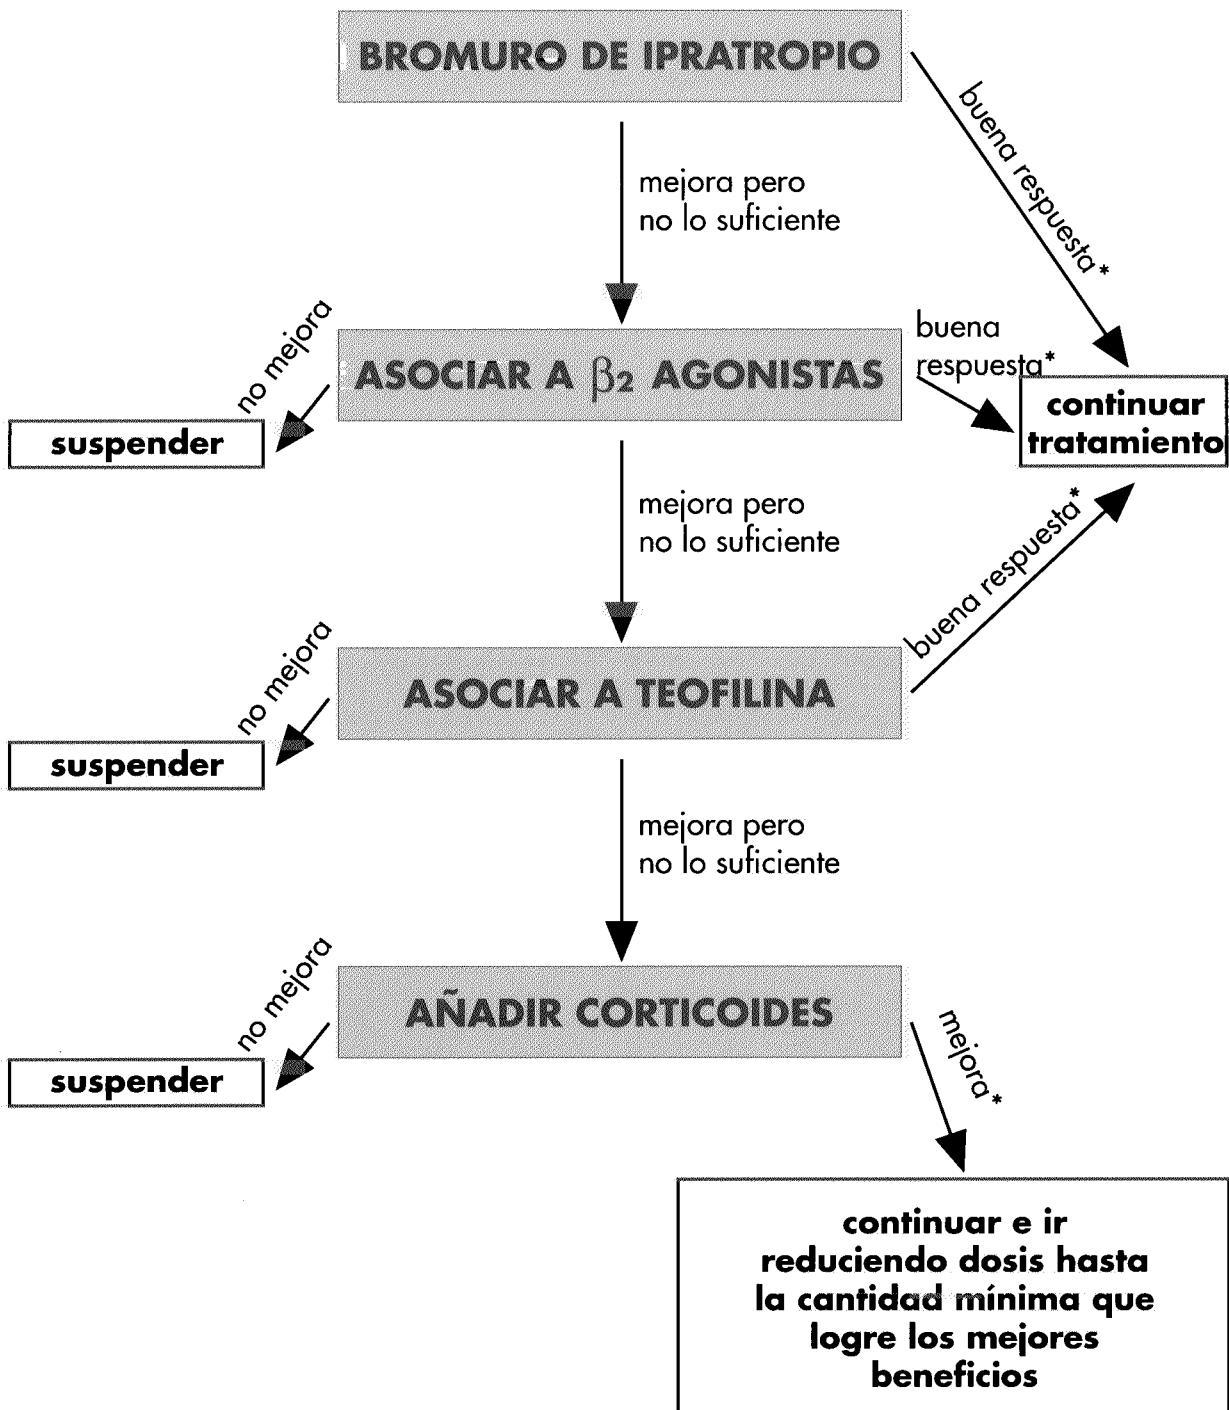 BROMURO DE IPRATROPIO
buena respuesta*
mejora pero
no lo suficiente
no mejora
ASOCIAR A β2 AGONISTAS
buena
respuesta*
suspender
continuar
tratamiento
mejora pero
no lo suficiente
buena respuesta*
no mejora
ASOCIAR A TEOFILINA
suspender
mejora pero
no lo suficiente
no mejora
AÑADIR CORTICOIDES
mejora*
suspender
continuar e ir
reduciendo dosis hasta
la cantidad mínima que
logre los mejores
beneficios